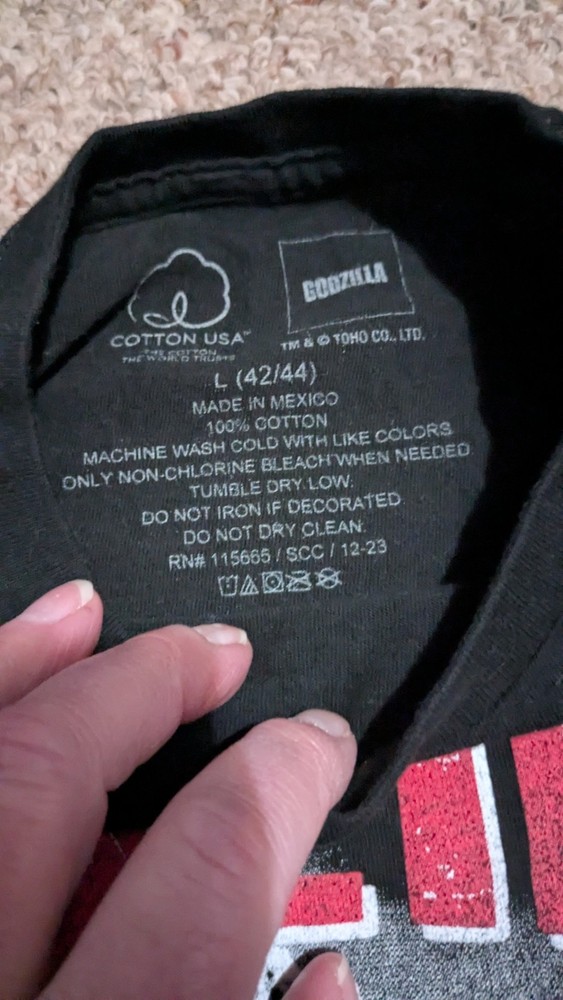 GODZILLA
COTTON USA™
THE COTTON
THE WORLD TRUSTS
TM & © TOHO CO., LTD.
L (42/44)
MADE IN MEXICO
100% COTTON
MACHINE WASH COLD WITH LIKE COLORS
ONLY NON-CHLORINE BLEACH WHEN NEEDED
TUMBLE DRY LOW.
DO NOT IRON IF DECORATED.
DO NOT DRY CLEAN.
RN# 115665 / SCC / 12-23